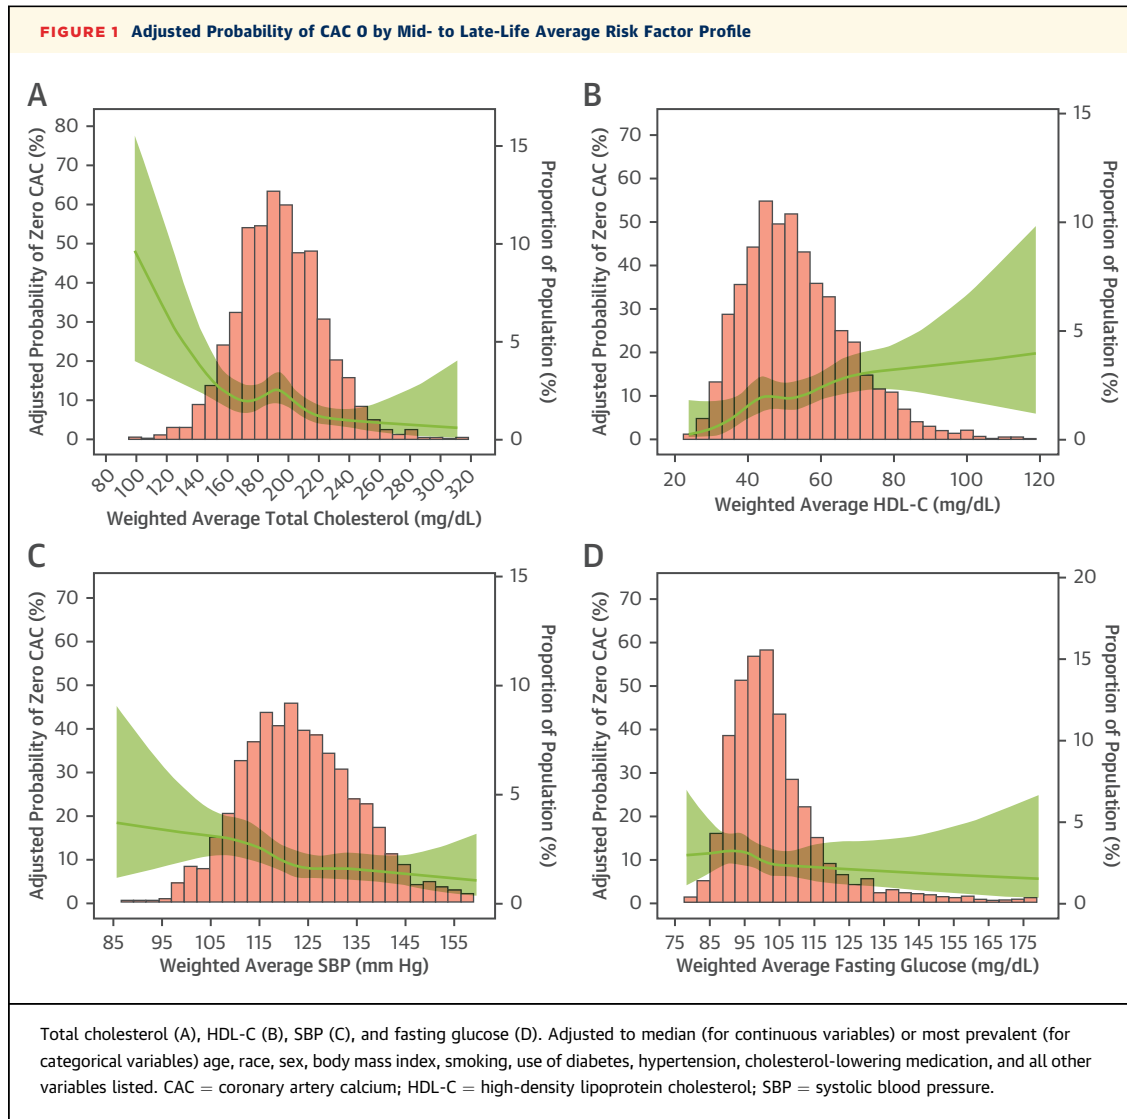 FIGURE 1 Adjusted Probability of CAC 0 by Mid- to Late-Life Average Risk Factor Profile
A
Adjusted Probability of Zero CAC (%)
80
70
60
50
40
30
20
10
0
15
10
5
0
Proportion of Population (%)
80 100 120 140 160 180 200 220 240 260 280 300 320
Weighted Average Total Cholesterol (mg/dL)
B
Adjusted Probability of Zero CAC (%)
70
60
50
40
30
20
10
0
15
10
5
0
Proportion of Population (%)
20 40 60 80 100 120
Weighted Average HDL-C (mg/dL)
C
Adjusted Probability of Zero CAC (%)
70
60
50
40
30
20
10
0
15
10
5
0
Proportion of Population (%)
85 95 105 115 125 135 145 155
Weighted Average SBP (mm Hg)
D
Adjusted Probability of Zero CAC (%)
70
60
50
40
30
20
10
0
20
15
10
5
0
Proportion of Population (%)
75 85 95 105 115 125 135 145 155 165 175
Weighted Average Fasting Glucose (mg/dL)
Total cholesterol (A), HDL-C (B), SBP (C), and fasting glucose (D). Adjusted to median (for continuous variables) or most prevalent (for
categorical variables) age, race, sex, body mass index, smoking, use of diabetes, hypertension, cholesterol-lowering medication, and all other
variables listed. CAC = coronary artery calcium; HDL-C = high-density lipoprotein cholesterol; SBP = systolic blood pressure.